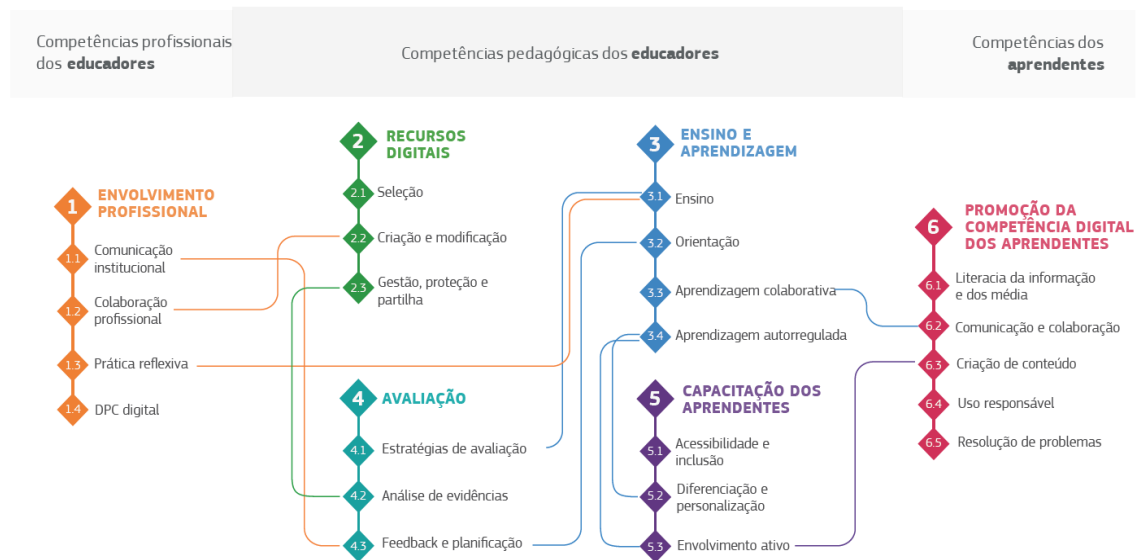 Competências profissionais
dos educadores
Competências pedagógicas dos educadores
Competências dos
aprendentes
1 ENVOLVIMENTO
PROFISSIONAL
1.1 Comunicação
institucional
1.2 Colaboração
profissional
1.3 Prática reflexiva
1.4 DPC digital
2 RECURSOS
DIGITAIS
2.1 Seleção
2.2 Criação e modificação
2.3 Gestão, proteção e
partilha
4 AVALIAÇÃO
4.1 Estratégias de avaliação
4.2 Análise de evidências
4.3 Feedback e planificação
3 ENSINO E
APRENDIZAGEM
3.1 Ensino
3.2 Orientação
3.3 Aprendizagem colaborativa
3.4 Aprendizagem autorregulada
5 CAPACITAÇÃO DOS
APRENDENTES
5.1 Acessibilidade e
inclusão
5.2 Diferenciação e
personalização
5.3 Envolvimento ativo
6 PROMOÇÃO DA
COMPETÊNCIA DIGITAL
DOS APRENDENTES
6.1 Literacia da informação
e dos média
6.2 Comunicação e colaboração
6.3 Criação de conteúdo
6.4 Uso responsável
6.5 Resolução de problemas